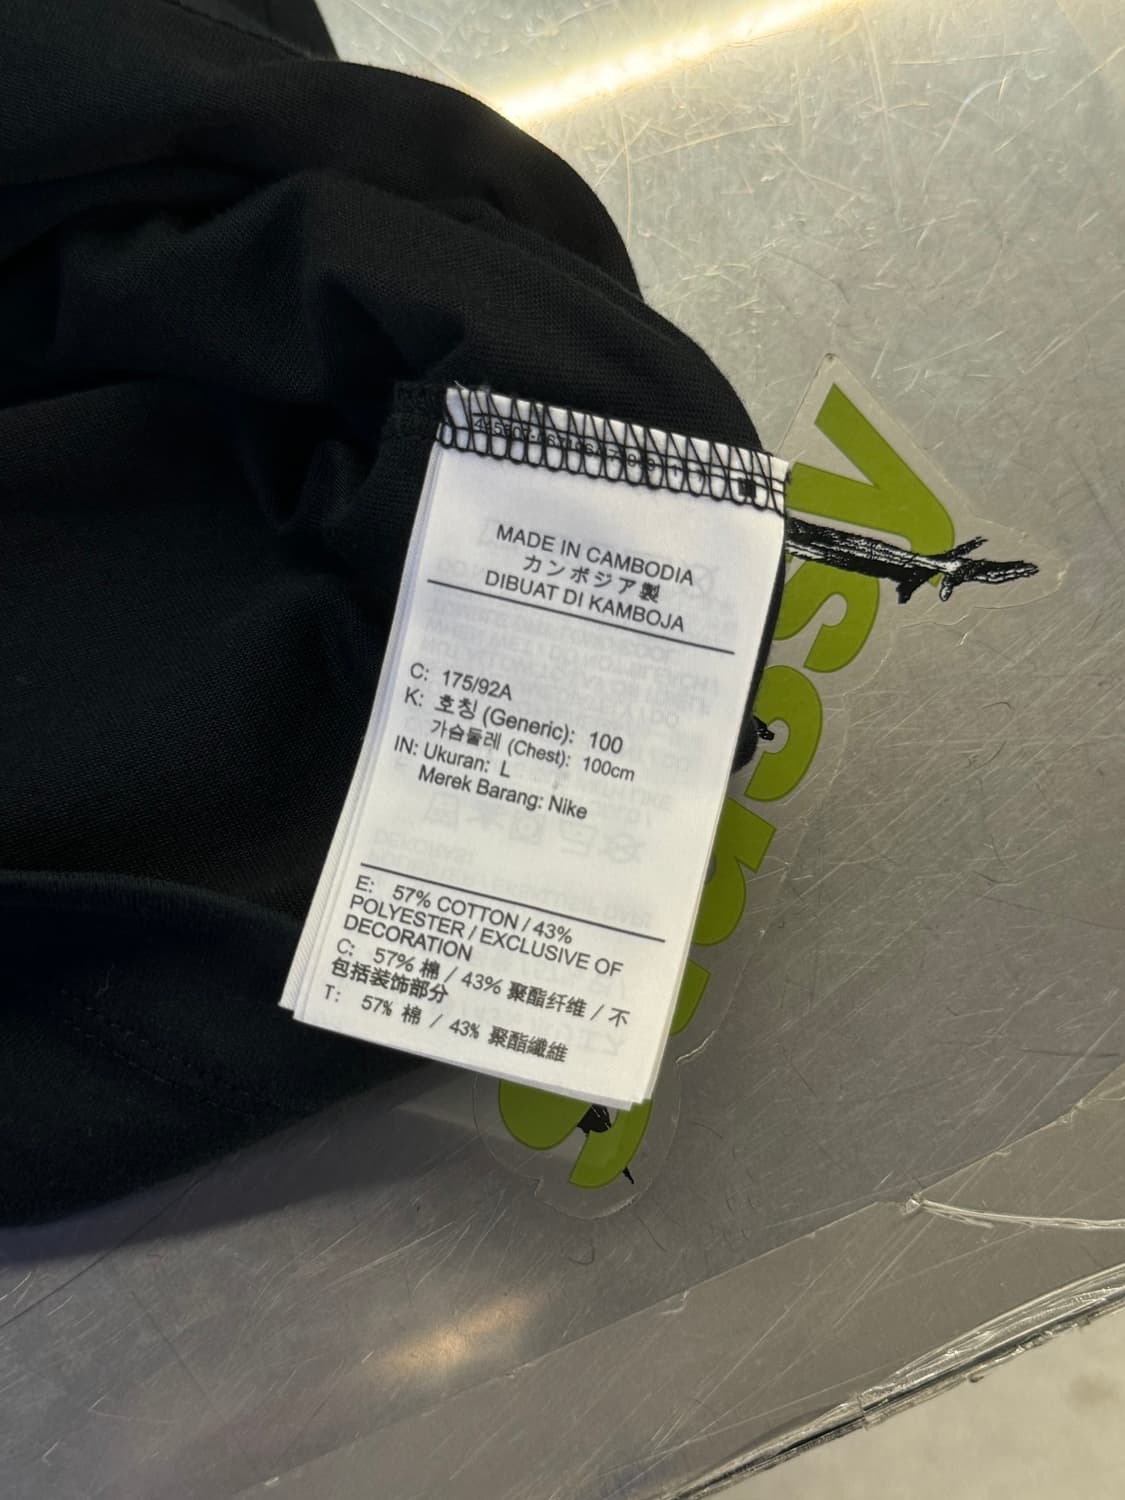 MADE IN CAMBODIA
カンボジア製
DIBUAT DI KAMBOJA
C: 175/92A
K: 호칭 (Generic): 100
가슴둘레 (Chest): 100cm
IN: Ukuran: L
Merek Barang: Nike
E: 57% COTTON / 43%
POLYESTER / EXCLUSIVE OF
DECORATION
C: 57% 棉 / 43% 聚酯纤维 / 不
包括装饰部分
T: 57% 棉 / 43% 聚酯纖維